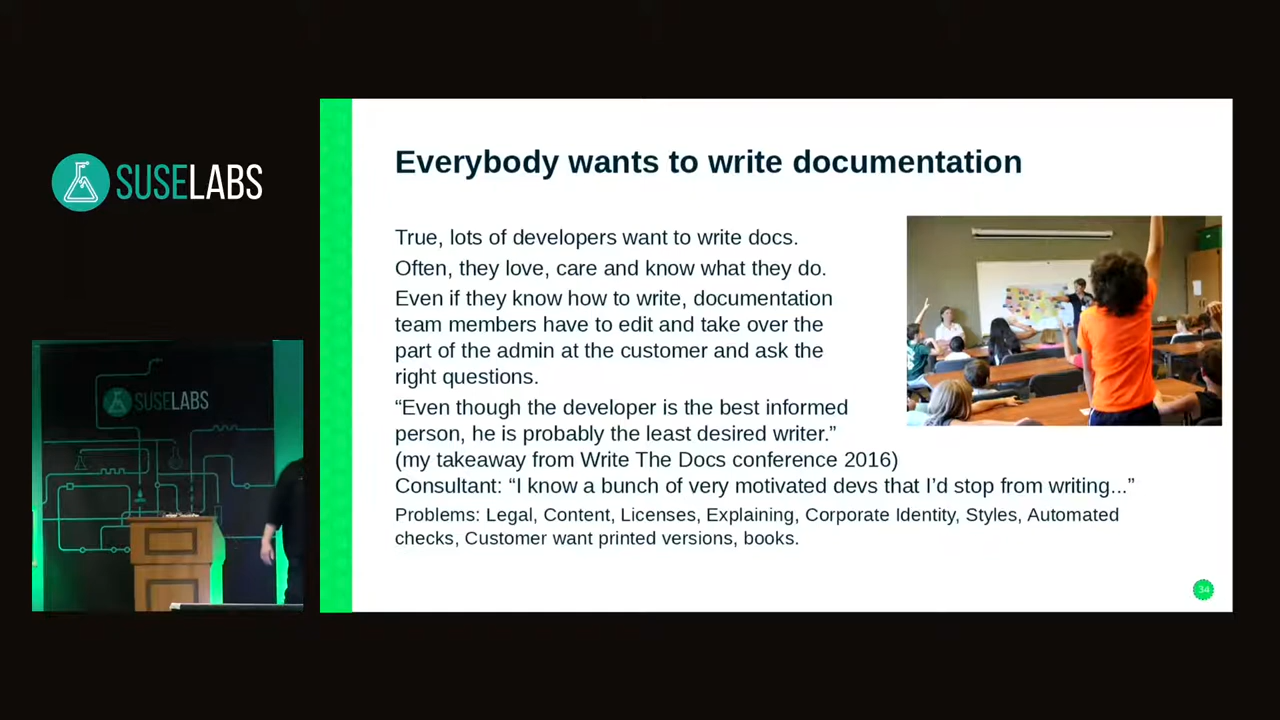 SUSELABS
Everybody wants to write documentation
True, lots of developers want to write docs.
Often, they love, care and know what they do.
Even if they know how to write, documentation
team members have to edit and take over the
part of the admin at the customer and ask the
right questions.
“Even though the developer is the best informed
person, he is probably the least desired writer.”
(my takeaway from Write The Docs conference 2016)
Consultant: “I know a bunch of very motivated devs that I’d stop from writing...”
Problems: Legal, Content, Licenses, Explaining, Corporate Identity, Styles, Automated
checks, Customer want printed versions, books.
34
SUSELABS